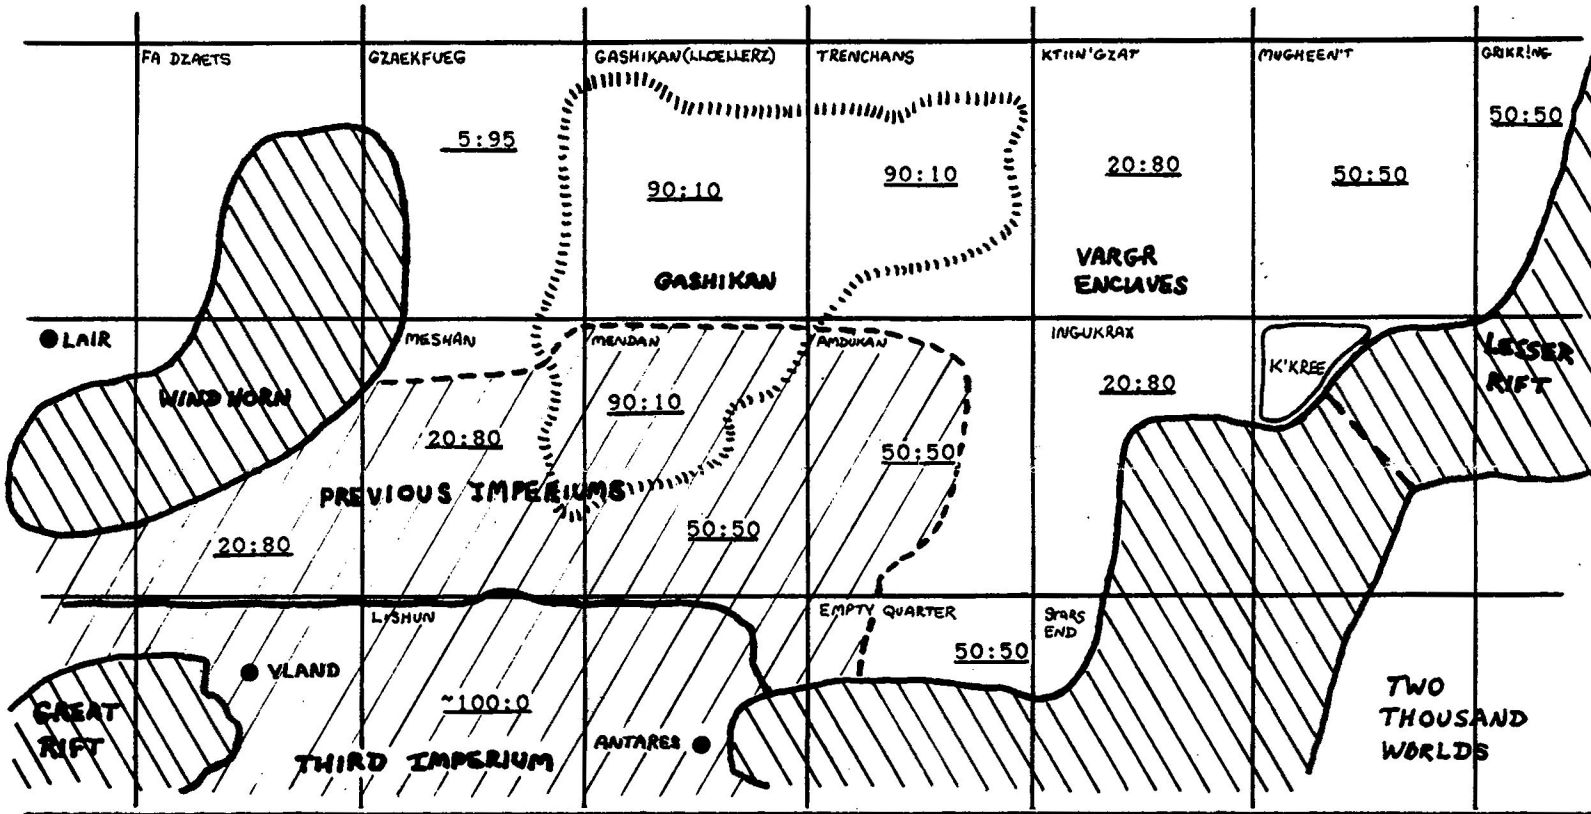 FA DZAETS
GZAEKFUEG
GASHIKAN (LLOELLERZ)
TRENCHANS
KTIIN'GZAT
MUGHEEN'T
GRIKR!NG
5:95
90:10
90:10
20:80
50:50
50:50
GASHIKAN
VARGR
ENCLAVES
LAIR
MESHAN
MENDAN
AMDUKAN
INGUKRAX
K'KREE
LESSER
RIFT
WINDHORN
20:80
90:10
50:50
20:80
PREVIOUS IMPERIUMS
20:80
50:50
LISHUN
EMPTY QUARTER
STARS
END
50:50
VLAND
GREAT
RIFT
~100:0
ANTARES
THIRD IMPERIUM
TWO
THOUSAND
WORLDS